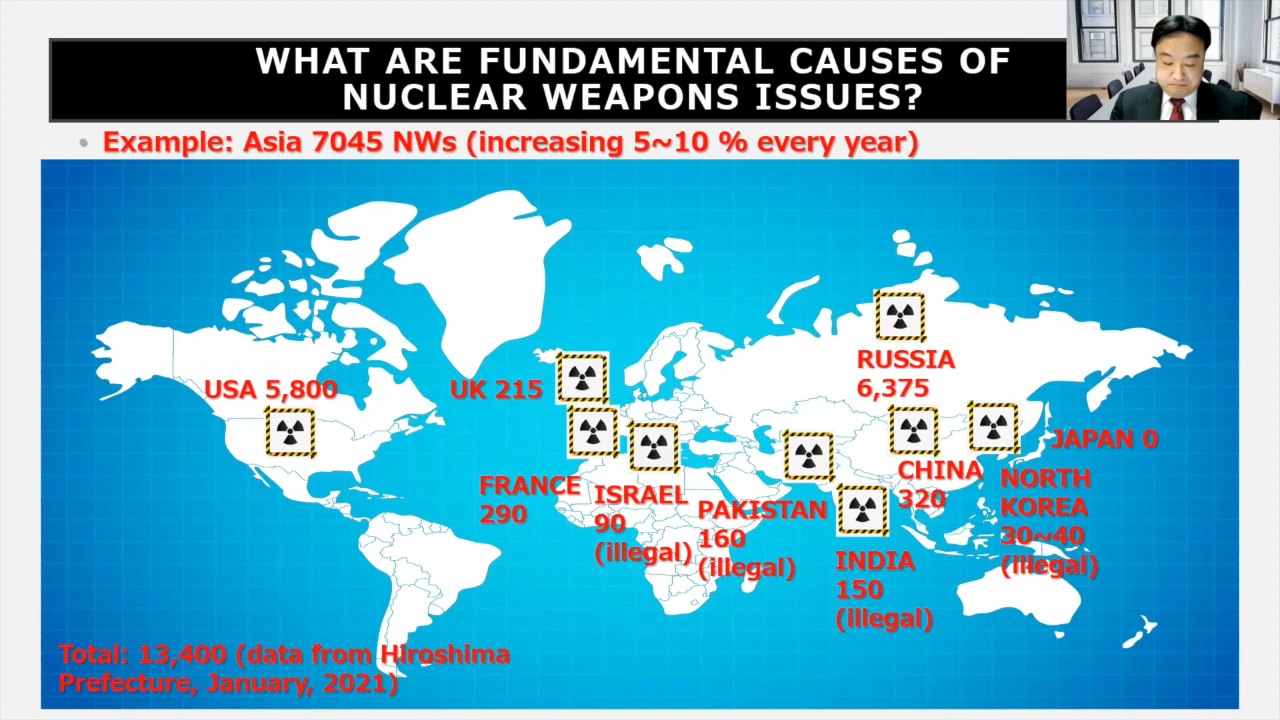 WHAT ARE FUNDAMENTAL CAUSES OF
NUCLEAR WEAPONS ISSUES?
Example: Asia 7045 NWs (increasing 5~10 % every year)
USA 5,800
UK 215
FRANCE
290
ISRAEL
90
(illegal)
PAKISTAN
160
(illegal)
INDIA
150
(illegal)
RUSSIA
6,375
CHINA
320
JAPAN 0
NORTH
KOREA
30~40
(illegal)
Total: 13,400 (data from Hiroshima
Prefecture, January, 2021)